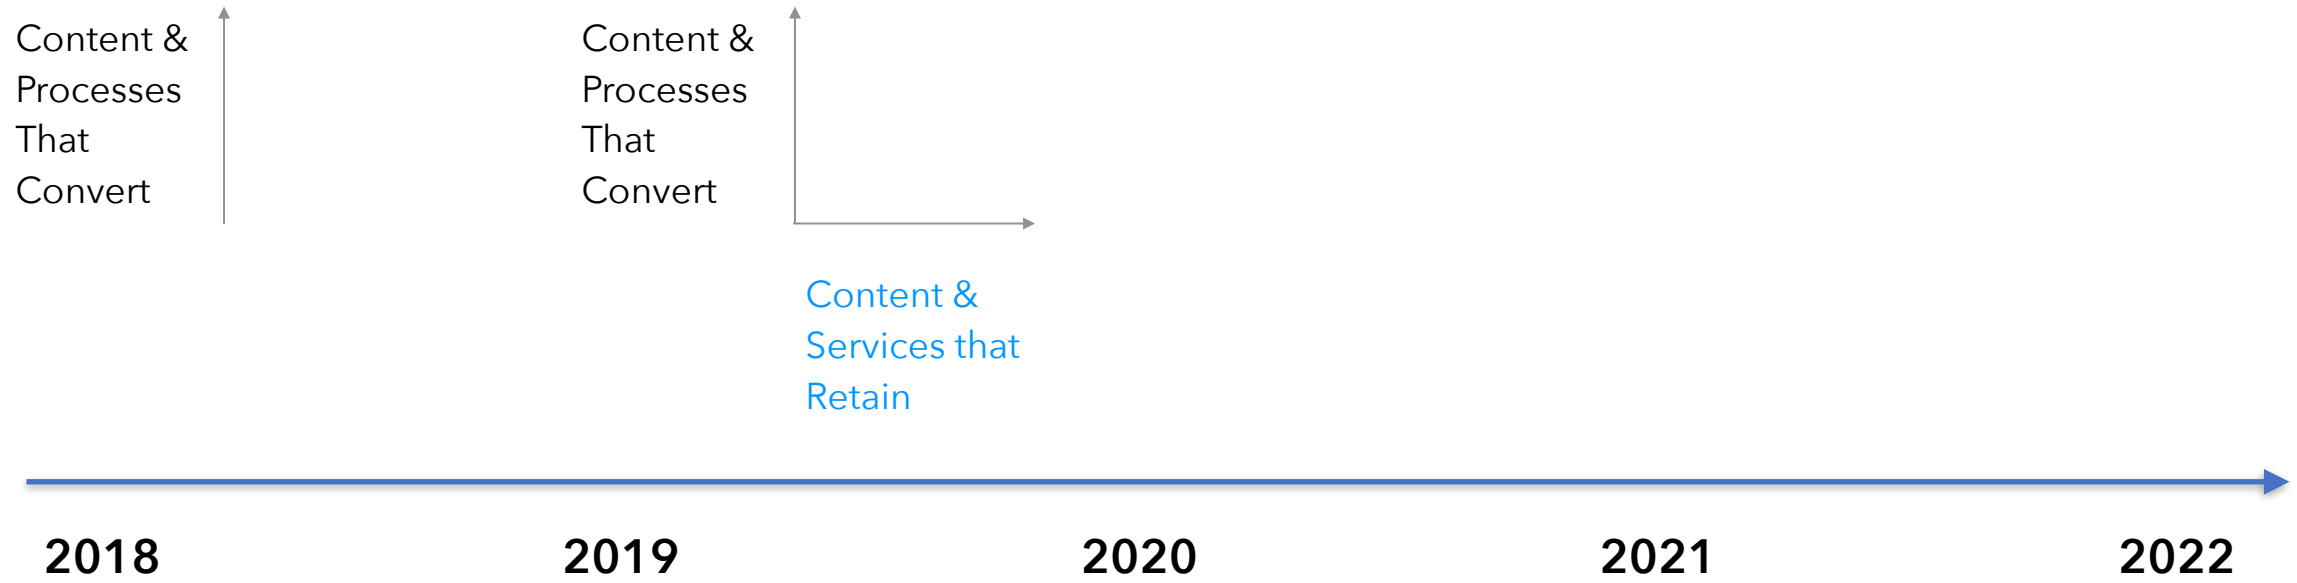 Content &
Processes
That
Convert
Content &
Processes
That
Convert
Content &
Services that
Retain
2018
2019
2020
2021
2022